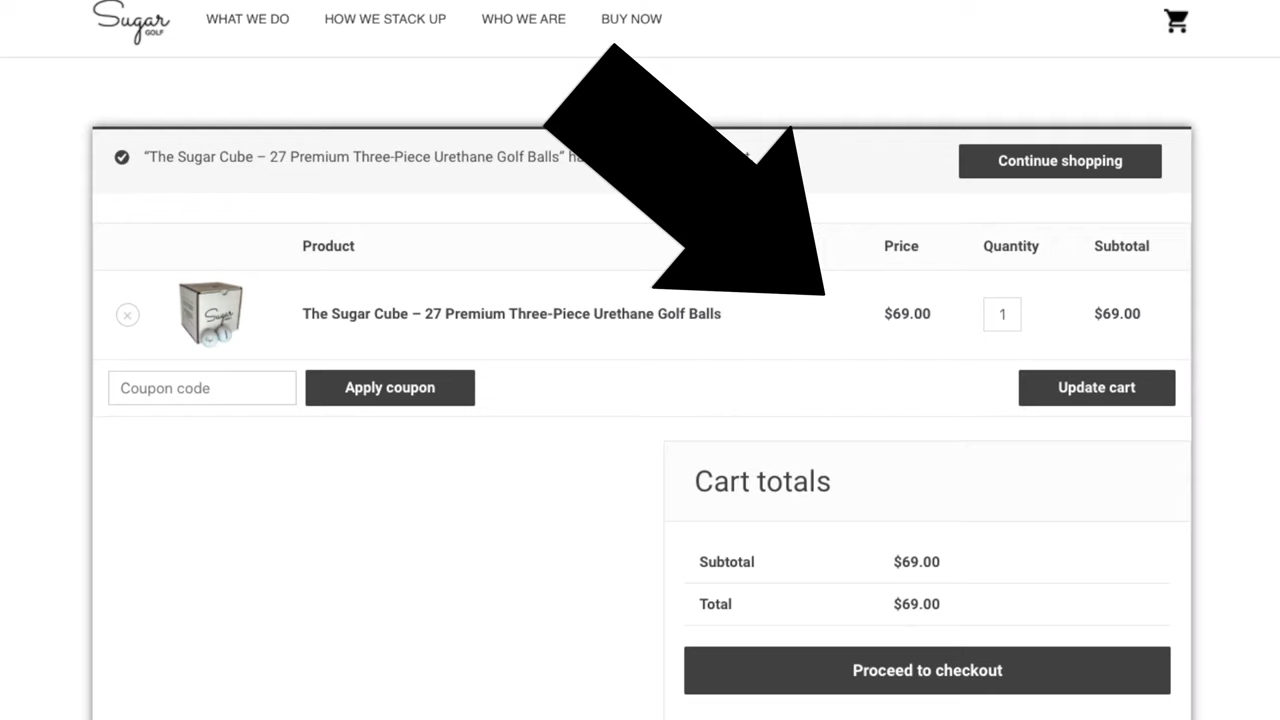 Sugar
GOLF
WHAT WE DO HOW WE STACK UP WHO WE ARE BUY NOW
“The Sugar Cube – 27 Premium Three-Piece Urethane Golf Balls”
Continue shopping
Product Price Quantity Subtotal
Sugar
The Sugar Cube – 27 Premium Three-Piece Urethane Golf Balls $69.00 1 $69.00
Coupon code Apply coupon Update cart
Cart totals
Subtotal $69.00
Total $69.00
Proceed to checkout